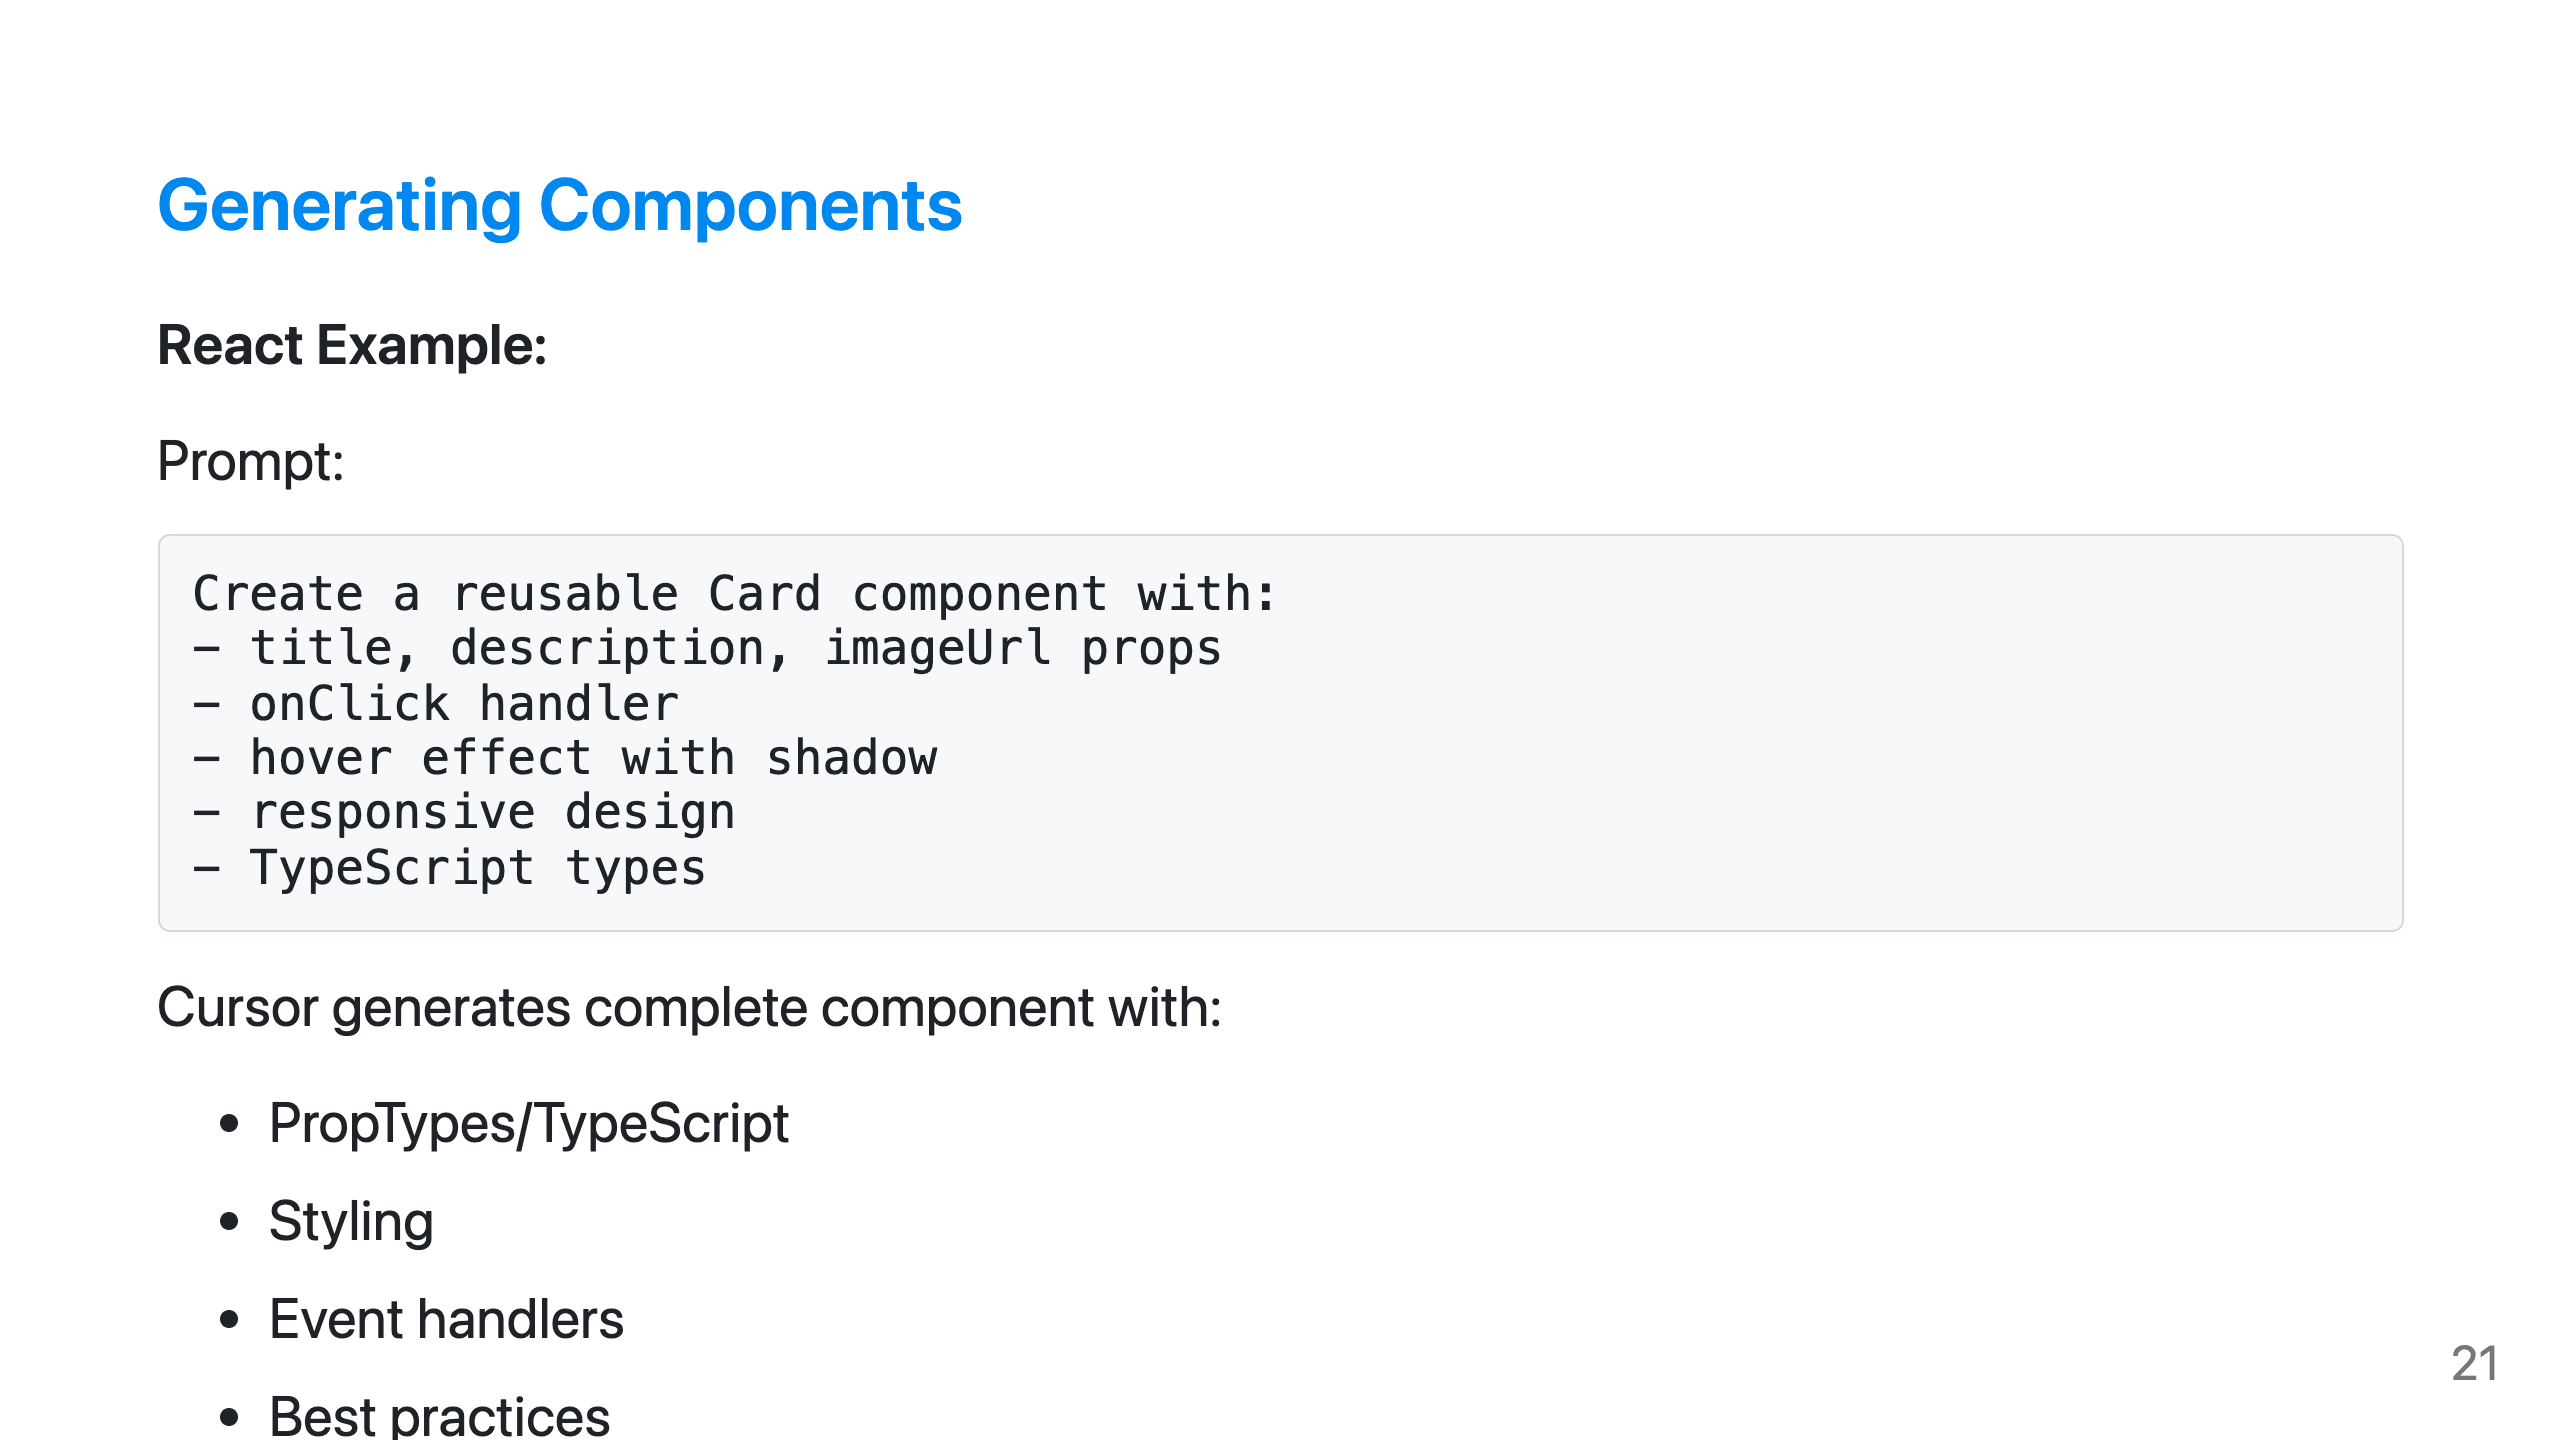 Generating Components
React Example:
Prompt:
Create a reusable Card component with:
- title, description, imageUrl props
- onClick handler
- hover effect with shadow
- responsive design
- TypeScript types
Cursor generates complete component with:
• PropTypes/TypeScript
• Styling
• Event handlers
• Best practices
21